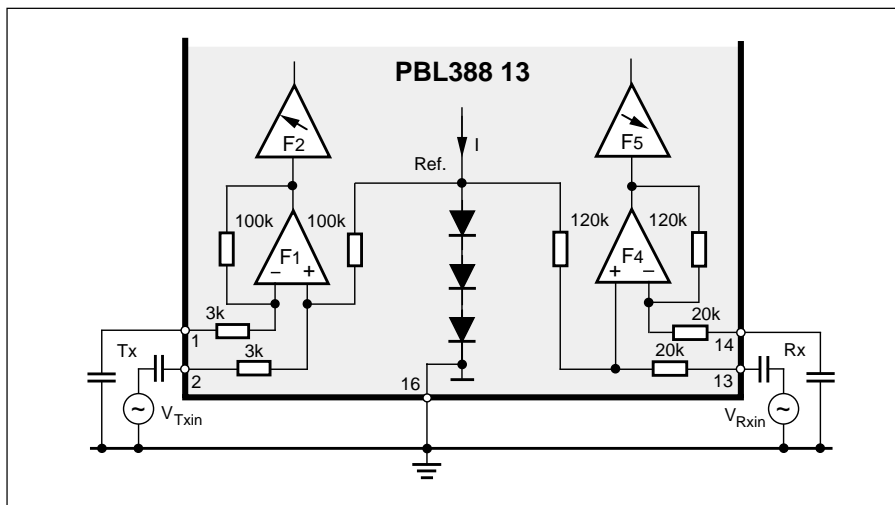 PBL388 13
F2
F5
I
Ref.
100k
100k
120k
120k
F1
F4
− +
+ −
3k
20k
1
14
Tx
3k
20k
Rx
2
16
13
~
~
VTxin
VRxin